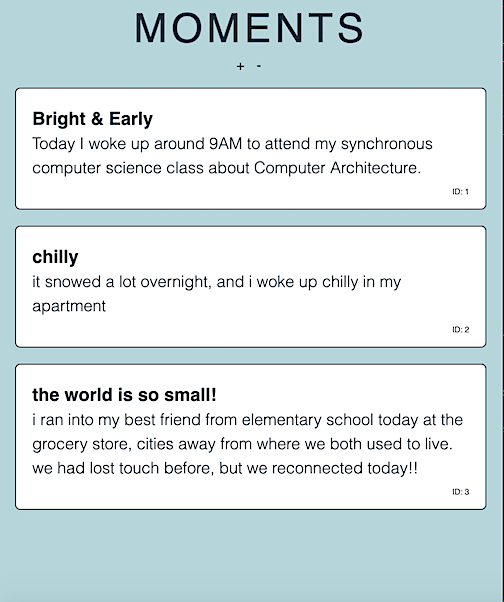 MOMENTS
+ -
Bright & Early
Today I woke up around 9AM to attend my synchronous
computer science class about Computer Architecture.
ID: 1
chilly
it snowed a lot overnight, and i woke up chilly in my
apartment
ID: 2
the world is so small!
i ran into my best friend from elementary school today at the
grocery store, cities away from where we both used to live.
we had lost touch before, but we reconnected today!!
ID: 3